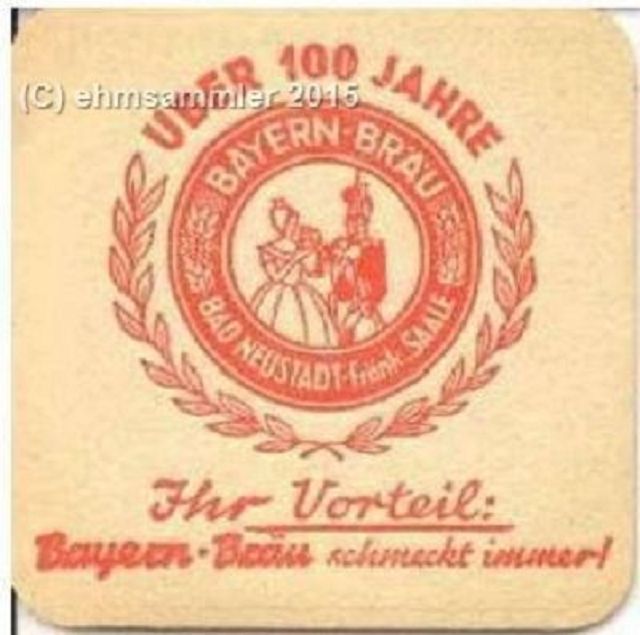 ÜBER 100 JAHRE
(C) ehmsammler 2015
BAYERN-BRÄU
BAD NEUSTADT-Fränk. SAALE
Ihr Vorteil:
Bayern-Bräu schmeckt immer!